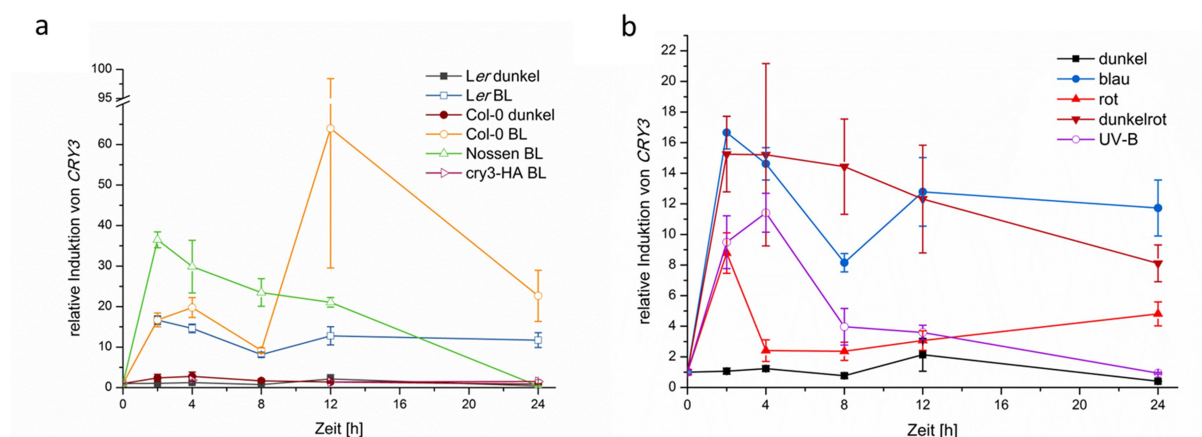 a
relative Induktion von CRY3
100
95
60
50
40
30
20
10
0
0 4 8 12 16 20 24
Zeit [h]
Ler dunkel
Ler BL
Col-0 dunkel
Col-0 BL
Nossen BL
cry3-HA BL
b
relative Induktion von CRY3
22
20
18
16
14
12
10
8
6
4
2
0
0 4 8 12 16 20 24
Zeit [h]
dunkel
blau
rot
dunkelrot
UV-B